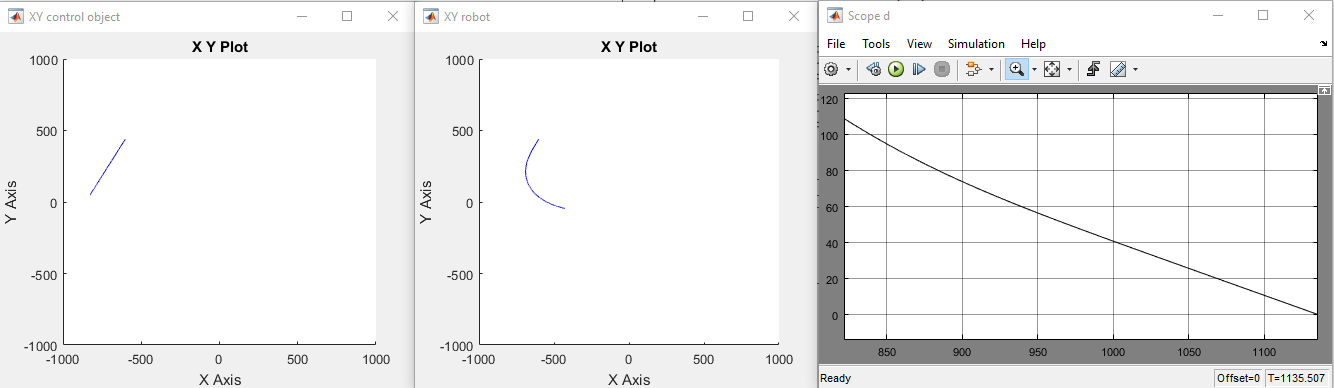 XY control object
X Y Plot
1000
500
0
-500
-1000
-1000
-500
0
500
1000
X Axis
Y Axis
XY robot
X Y Plot
1000
500
0
-500
-1000
-1000
-500
0
500
1000
X Axis
Y Axis
Scope d
File Tools View Simulation Help
120
100
80
60
40
20
0
850
900
950
1000
1050
1100
Ready
Offset=0 T=1135.507